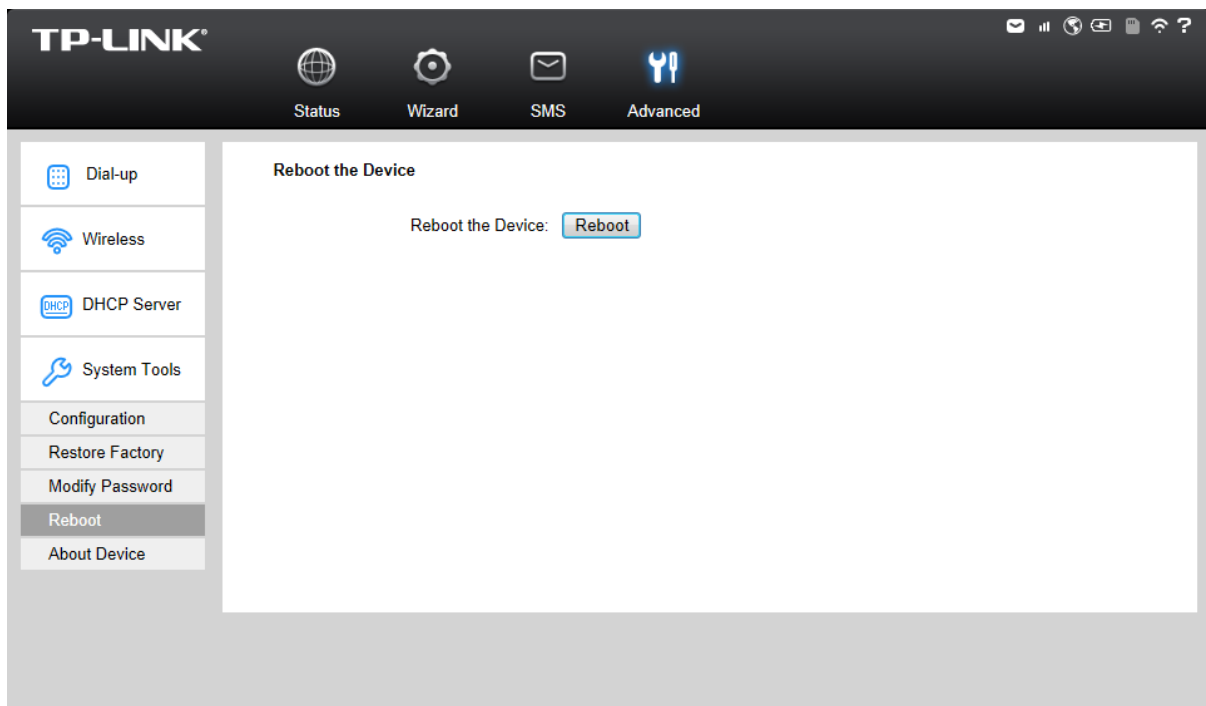 TP-LINK®
?
Status Wizard SMS Advanced
Dial-up
Wireless
DHCP DHCP Server
System Tools
Configuration
Restore Factory
Modify Password
Reboot
About Device
Reboot the Device
Reboot the Device: Reboot